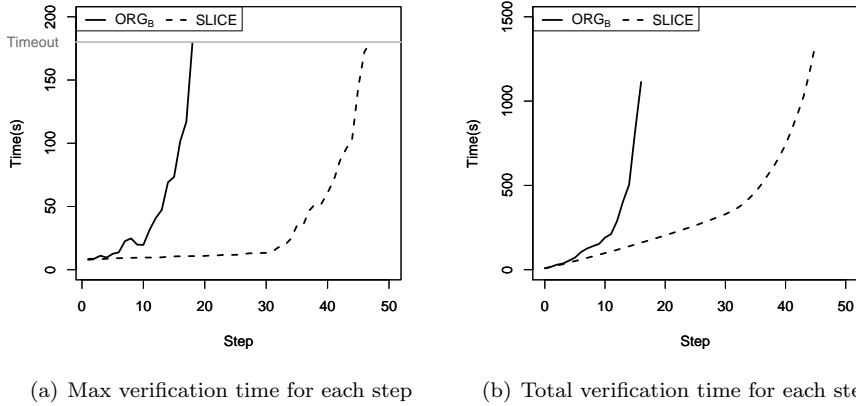 ORG_B SLICE
Timeout
200
150
100
50
0
Time(s)
0 10 20 30 40 50
Step
(a) Max verification time for each step
ORG_B SLICE
1500
1000
500
0
Time(s)
0 10 20 30 40 50
Step
(b) Total verification time for each ste